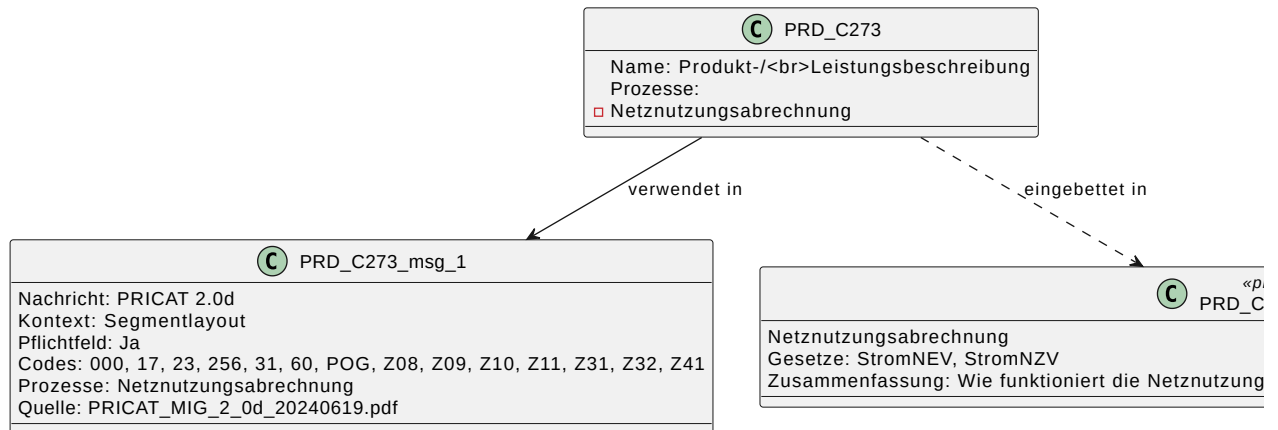 C PRD_C273
Name: Produkt-/<br>Leistungsbeschreibung
Prozesse:
Netznutzungsabrechnung
verwendet in
eingebettet in
C PRD_C273_msg_1
Nachricht: PRICAT 2.0d
Kontext: Segmentlayout
Pflichtfeld: Ja
Codes: 000, 17, 23, 256, 31, 60, POG, Z08, Z09, Z10, Z11, Z31, Z32, Z41
Prozesse: Netznutzungsabrechnung
Quelle: PRICAT_MIG_2_0d_20240619.pdf
«p
C PRD_C
Netznutzungsabrechnung
Gesetze: StromNEV, StromNZV
Zusammenfassung: Wie funktioniert die Netznutzung